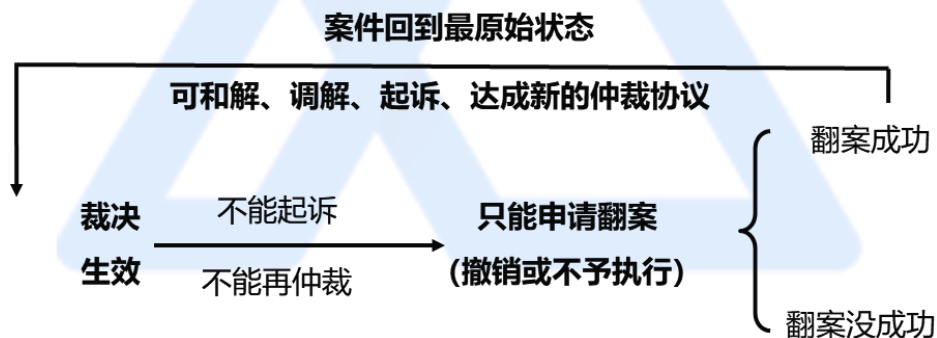 案件回到最原始状态
可和解、调解、起诉、达成新的仲裁协议
翻案成功
裁决
生效
不能起诉
不能再仲裁
只能申请翻案
（撤销或不予执行）
翻案没成功